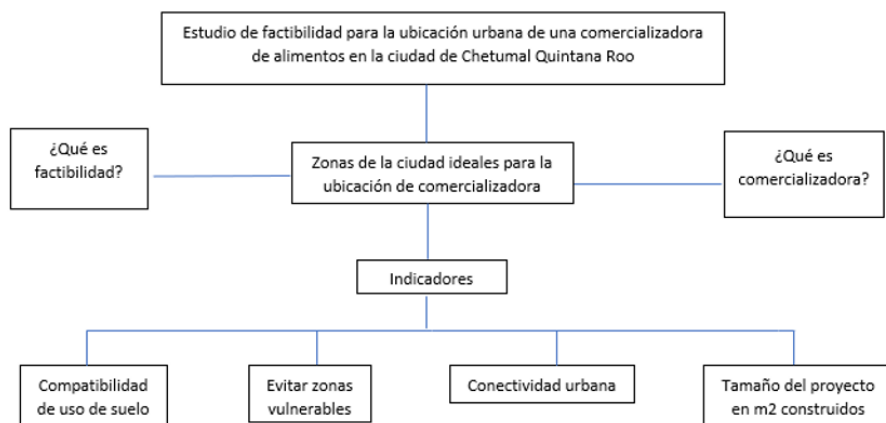 Estudio de factibilidad para la ubicación urbana de una comercializadora
de alimentos en la ciudad de Chetumal Quintana Roo
¿Qué es
factibilidad?
Zonas de la ciudad ideales para la
ubicación de comercializadora
¿Qué es
comercializadora?
Indicadores
Compatibilidad
de uso de suelo
Evitar zonas
vulnerables
Conectividad urbana
Tamaño del proyecto
en m2 construidos